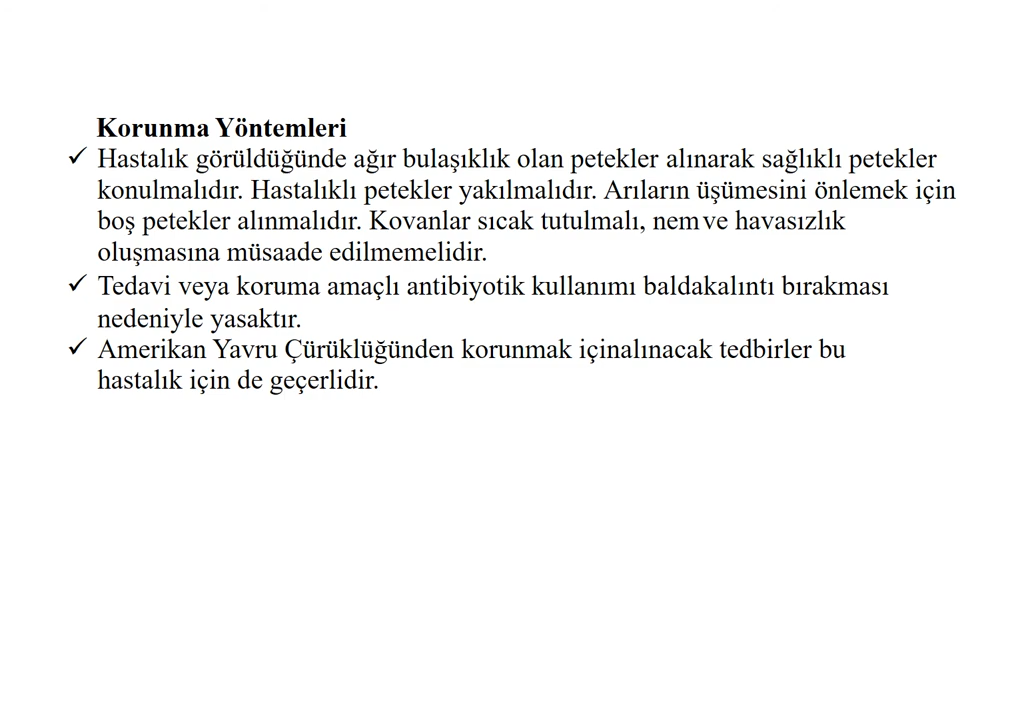 Korunma Yöntemleri
✓ Hastalık görüldüğünde ağır bulaşıklık olan petekler alınarak sağlıklı petekler
konulmalıdır. Hastalıklı petekler yakılmalıdır. Arıların üşümesini önlemek için
boş petekler alınmalıdır. Kovanlar sıcak tutulmalı, nem ve havasızlık
oluşmasına müsaade edilmemelidir.
✓ Tedavi veya koruma amaçlı antibiyotik kullanımı baldakalıntı bırakması
nedeniyle yasaktır.
✓ Amerikan Yavru Çürüklüğünden korunmak içinalınacak tedbirler bu
hastalık için de geçerlidir.